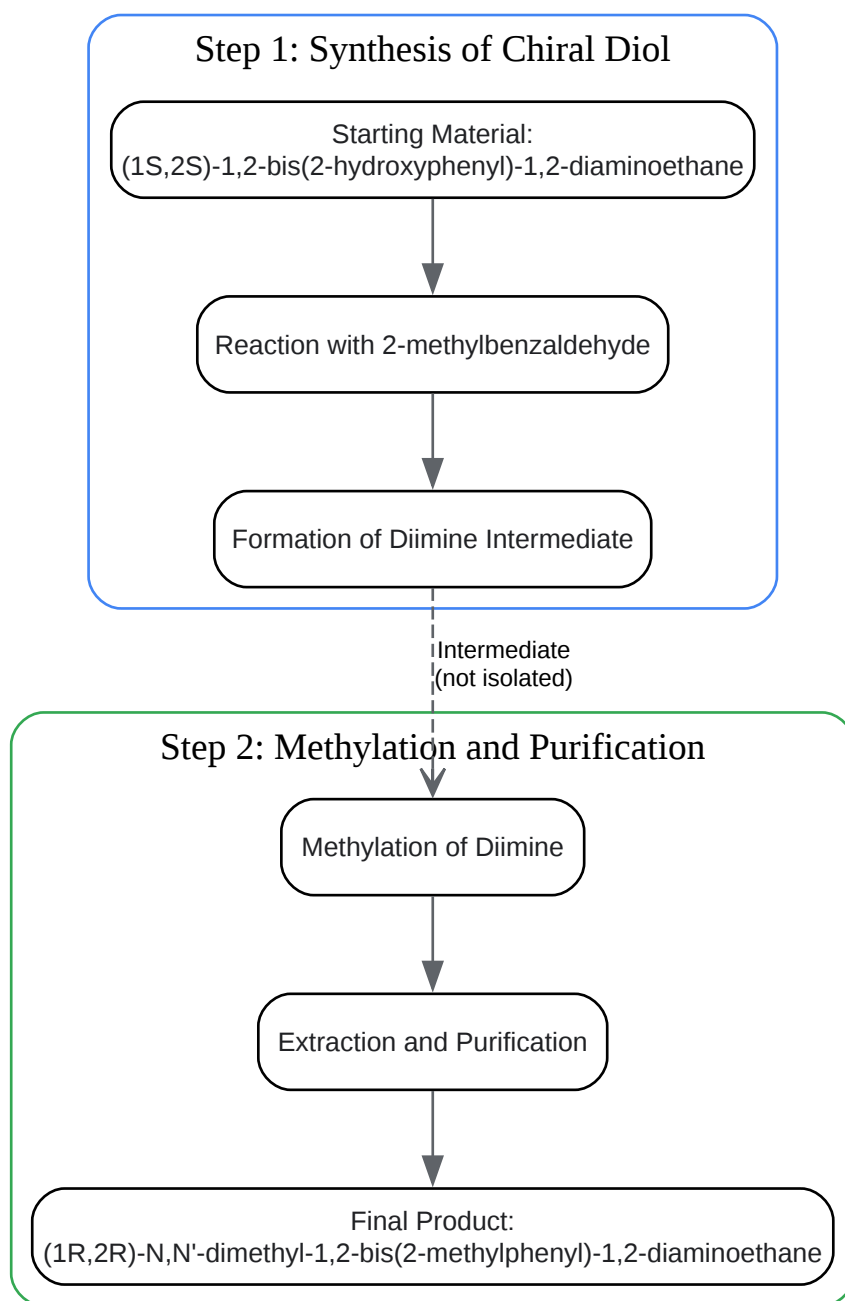 Step 1: Synthesis of Chiral Diol
Starting Material:
(1S,2S)-1,2-bis(2-hydroxyphenyl)-1,2-diaminoethane
Reaction with 2-methylbenzaldehyde
Formation of Diimine Intermediate
Intermediate
(not isolated)
Step 2: Methylation and Purification
Methylation of Diimine
Extraction and Purification
Final Product:
(1R,2R)-N,N'-dimethyl-1,2-bis(2-methylphenyl)-1,2-diaminoethane